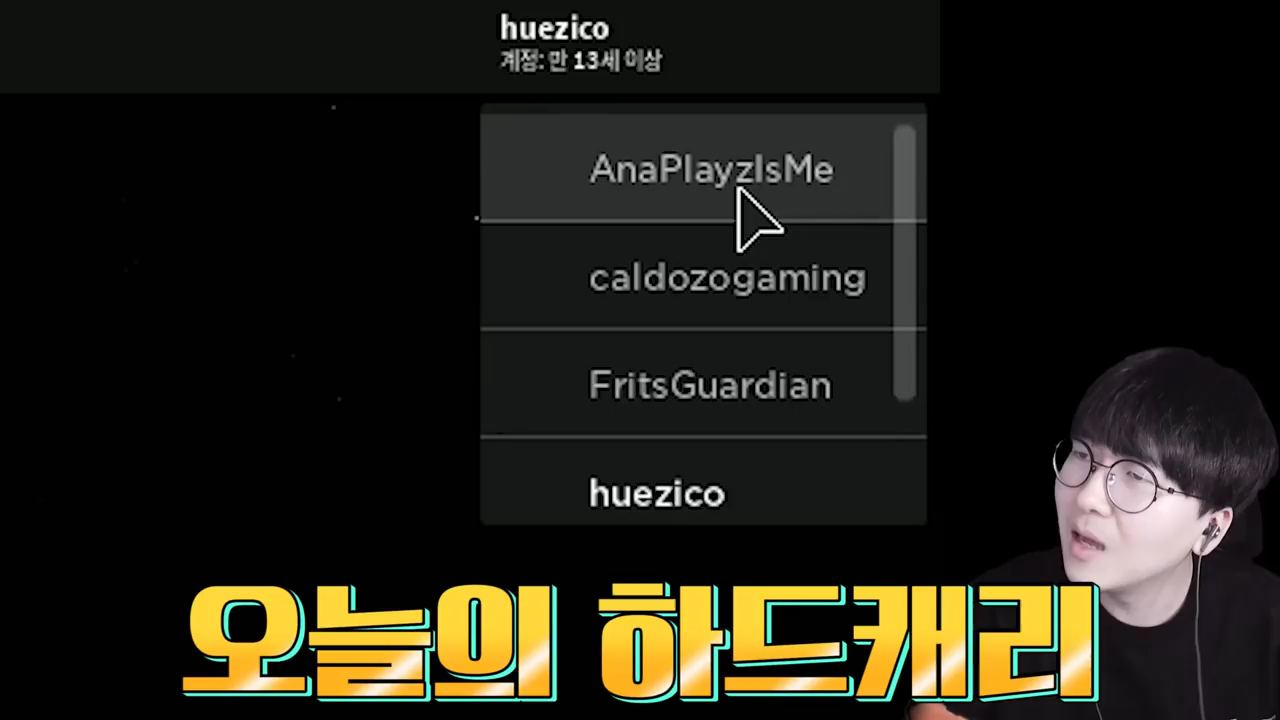 huezico
계정: 만 13세 이상
AnaPlayzIsMe
caldozogaming
FritsGuardian
huezico
오늘의 하드캐리